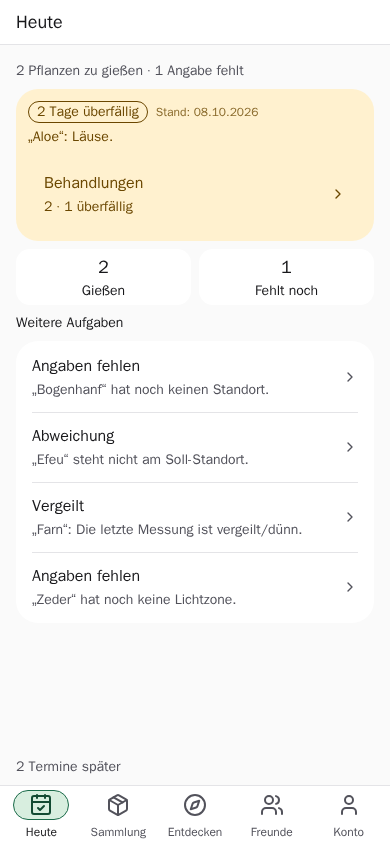 Heute
2 Pflanzen zu gießen · 1 Angabe fehlt
2 Tage überfällig Stand: 08.10.2026
„Aloe“: Läuse.
Behandlungen
2 · 1 überfällig
2
Gießen
1
Fehlt noch
Weitere Aufgaben
Angaben fehlen
„Bogenhanf“ hat noch keinen Standort.
Abweichung
„Efeu“ steht nicht am Soll-Standort.
Vergeilt
„Farn“: Die letzte Messung ist vergeilt/dünn.
Angaben fehlen
„Zeder“ hat noch keine Lichtzone.
2 Termine später
Heute Sammlung Entdecken Freunde Konto